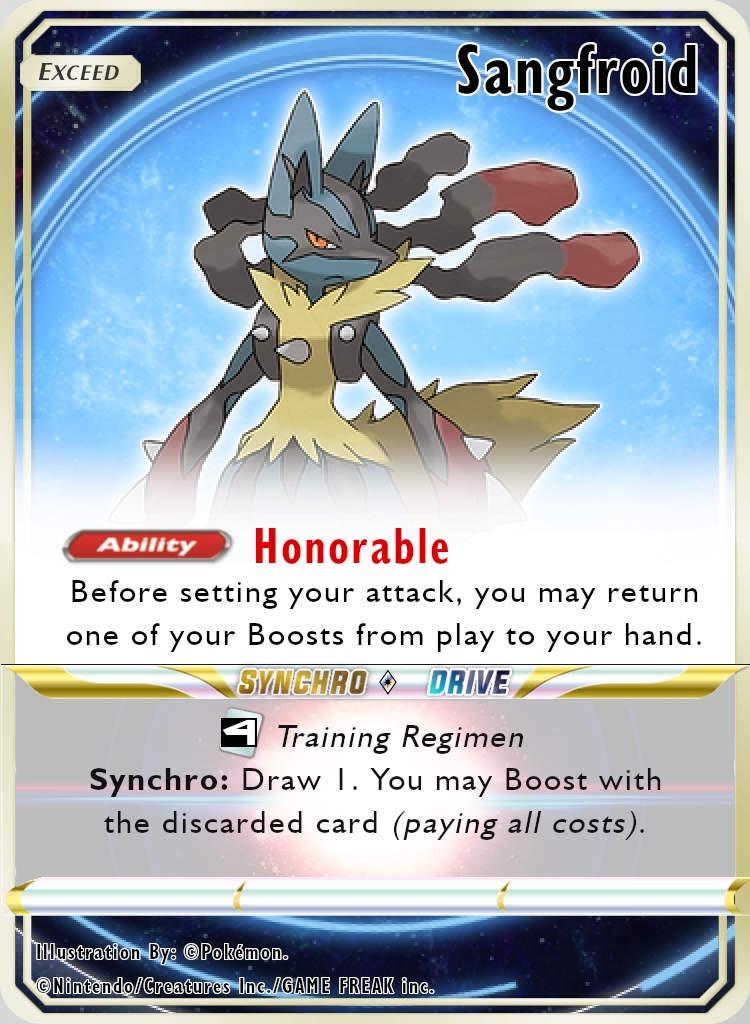 EXCEED
Sangfroid
Ability Honorable
Before setting your attack, you may return
one of your Boosts from play to your hand.
SYNCHRO DRIVE
Training Regimen
Synchro: Draw 1. You may Boost with
the discarded card (paying all costs).
Illustration By: ©Pokémon.
©Nintendo/Creatures Inc./GAME FREAK inc.